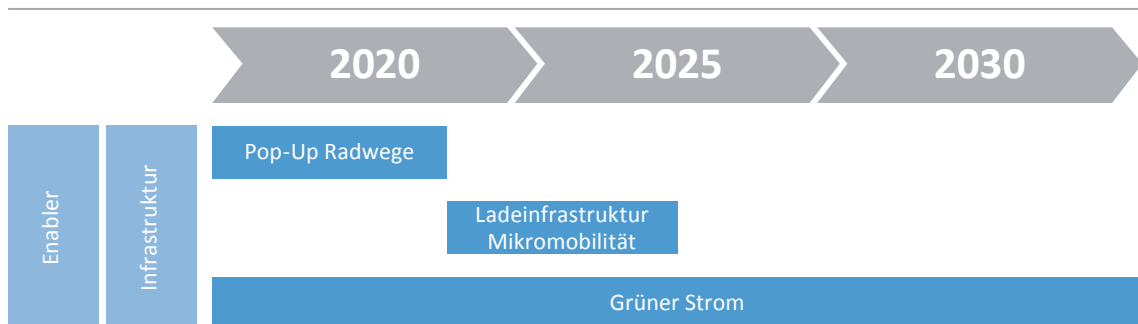 2020
2025
2030
Enabler
Infrastruktur
Pop-Up Radwege
Ladeinfrastruktur
Mikromobilität
Grüner Strom